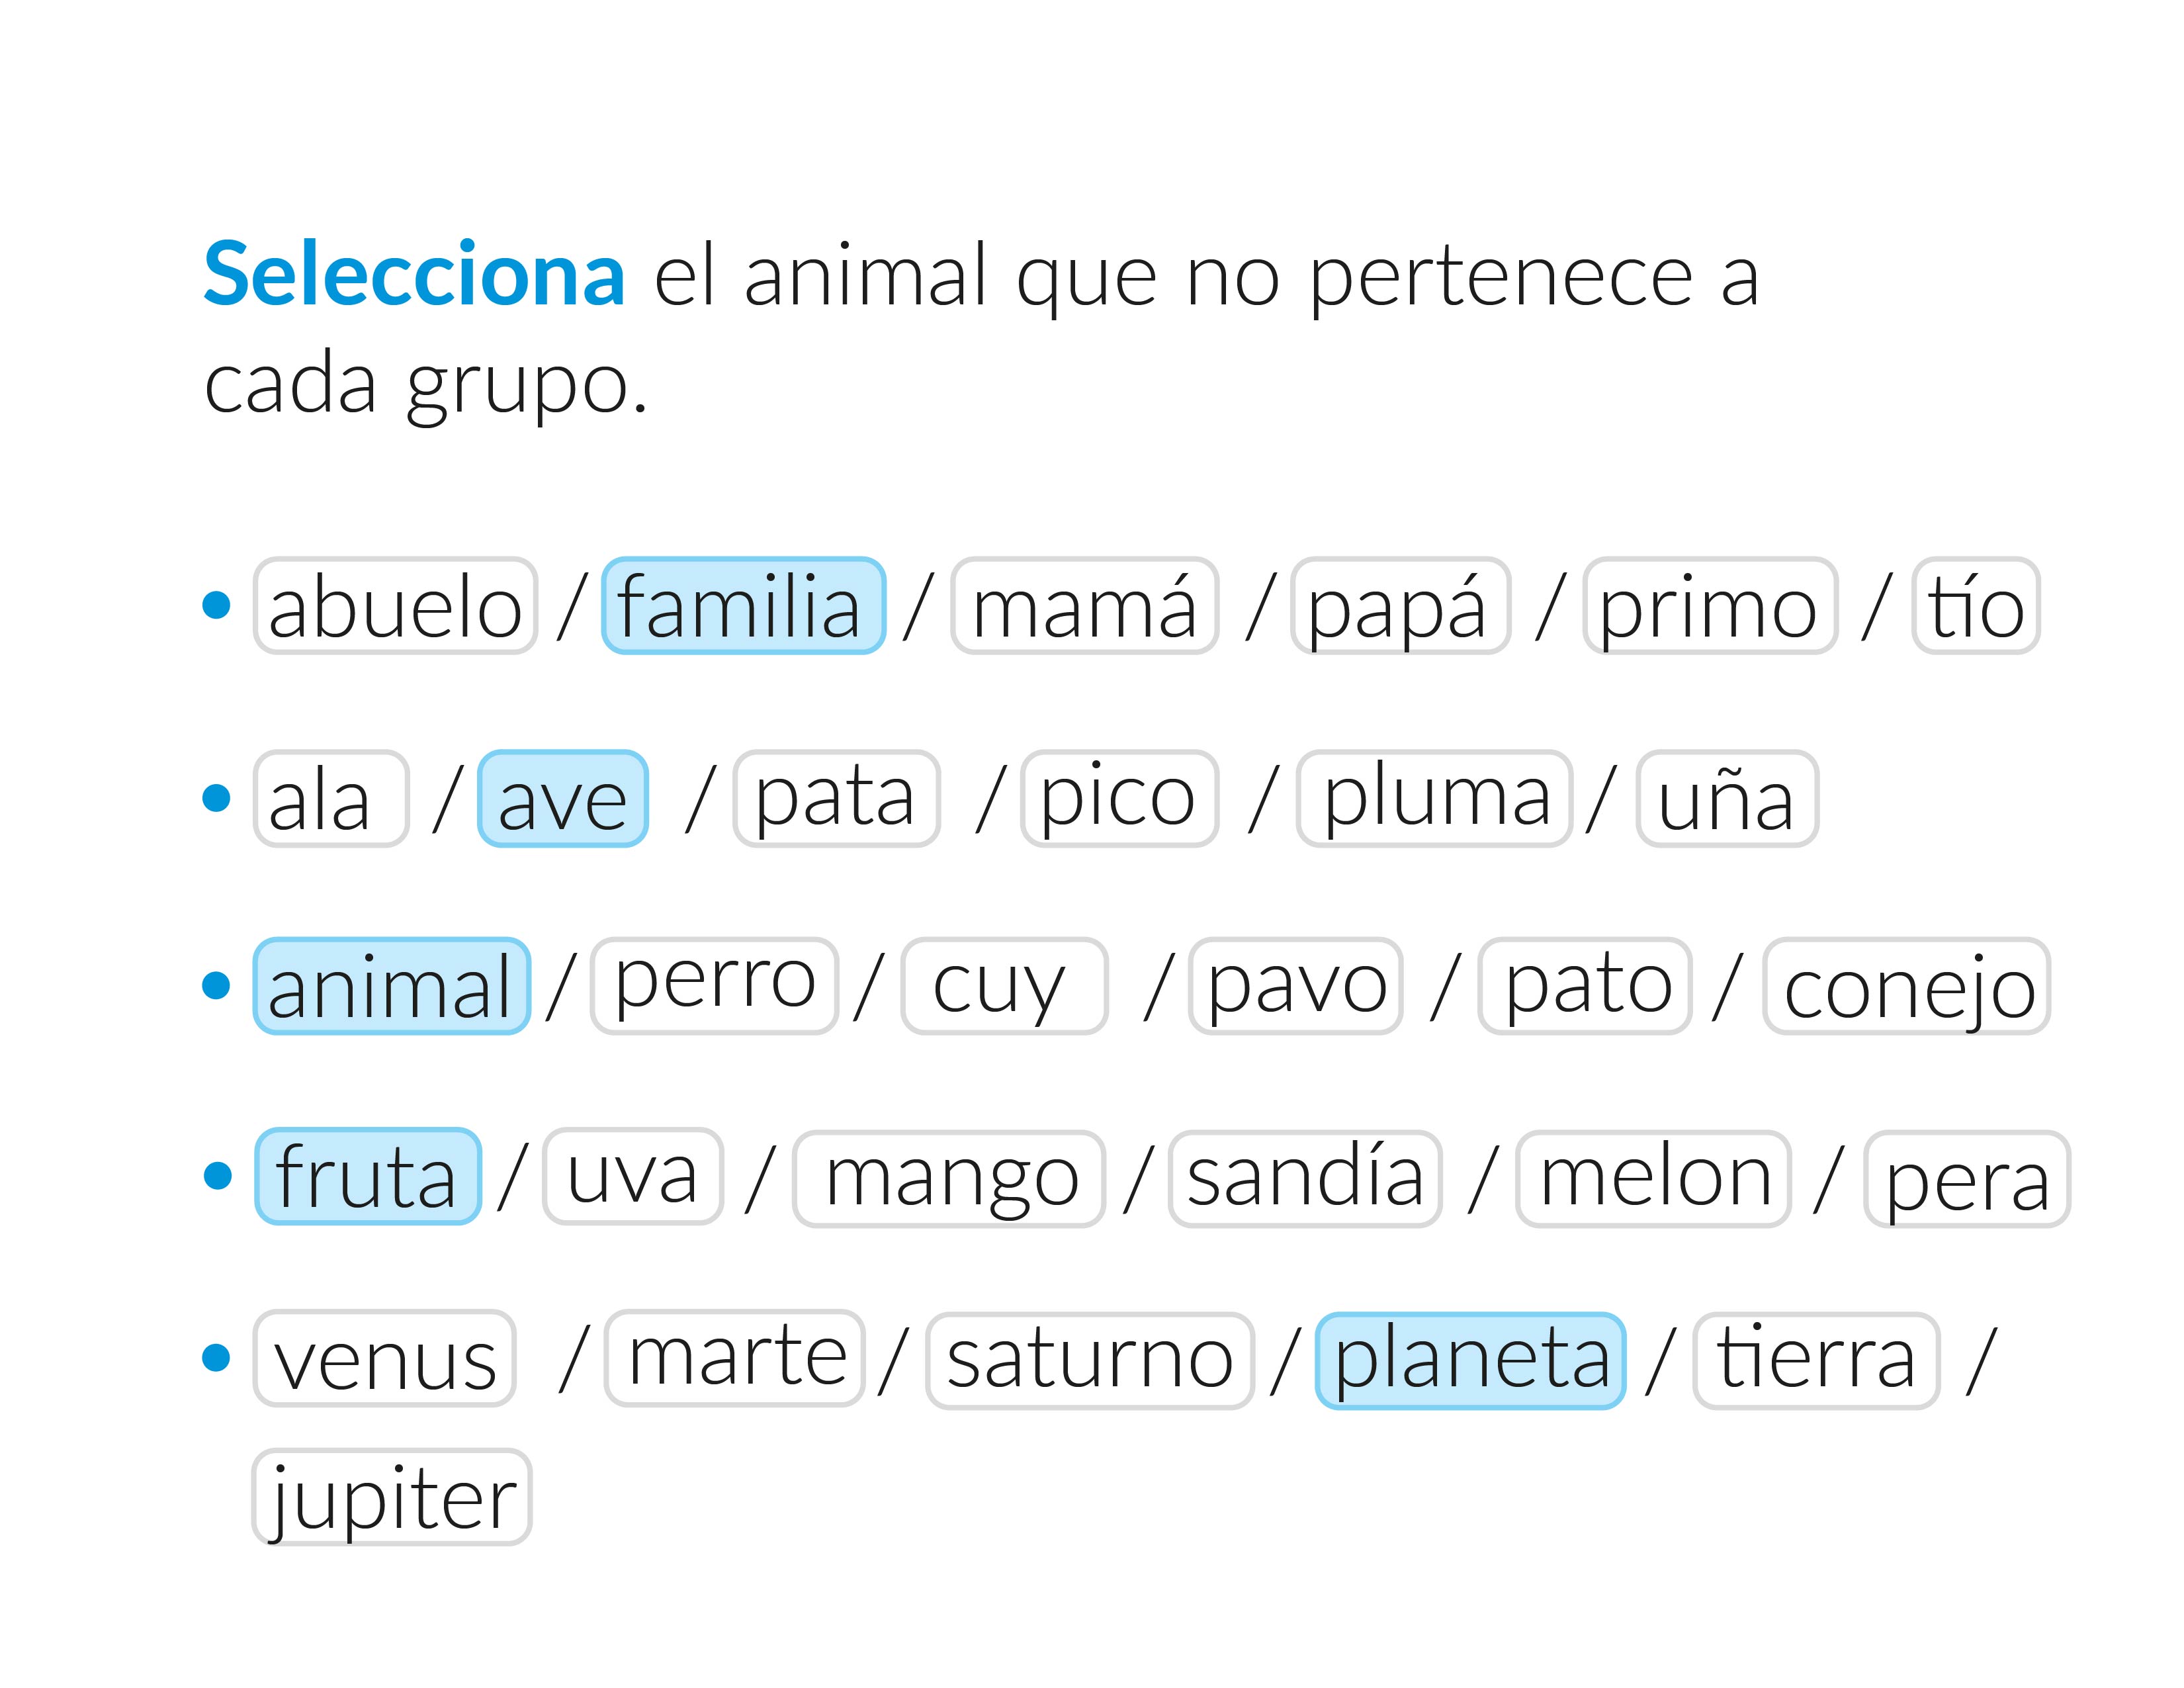 Selecciona el animal que no pertenece a
cada grupo.
• abuelo / familia / mamá / papá / primo / tío
• ala / ave / pata / pico / pluma / uña
• animal / perro / cuy / pavo / pato / conejo
• fruta / uva / mango / sandía / melon / pera
• venus / marte / saturno / planeta / tierra /
jupiter